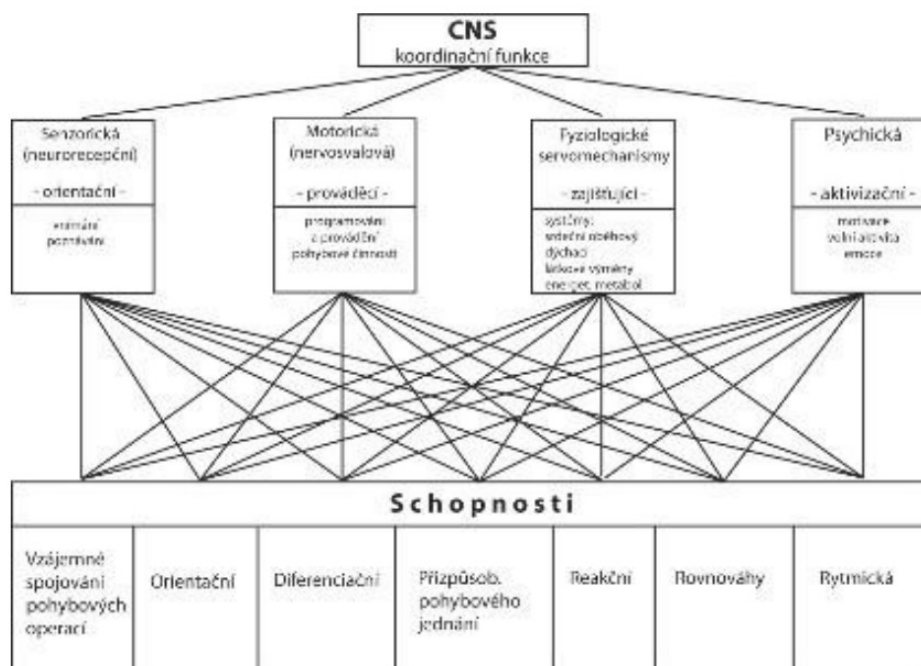 CNS
koordinační funkce
Senzorická
(neurorecepční)
- orientační -
vnímání
poznávání
Motorická
(nervosvalová)
- prováděcí -
programování
a provádění
pohybové činnosti
Fyziologické
servomechanismy
- zajišťující -
systémy:
srdeční oběhový
dýchací
látkové výměny
energet, metabol
Psychická
- aktivizační -
motivace
volní aktivita
emoce
Schopnosti
Vzájemné
spojování
pohybových
operací
Orientační
Diferenciační
Přizpůsob.
pohybového
jednání
Reakční
Rovnováhy
Rytmická